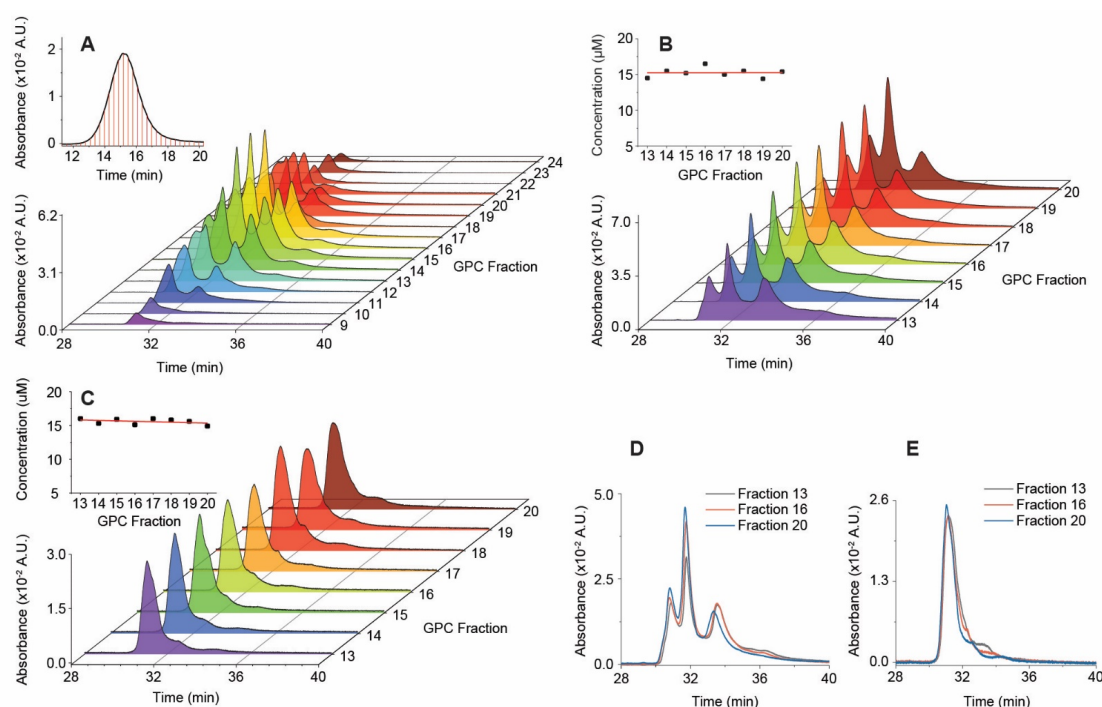 A
Absorbance (x10⁻² A.U.)
2
1
0
12 14 16 18 20
Time (min)
Absorbance (x10⁻² A.U.)
6.2
3.1
0.0
28 32 36 40
Time (min)
9
10
11
12
13
14
15
16
17
18
19
20
21
22
23
24
GPC Fraction
B
Concentration (µM)
20
15
10
5
13 14 15 16 17 18 19 20
GPC Fraction
Absorbance (x10⁻² A.U.)
7.0
3.5
0.0
28 32 36 40
Time (min)
13
14
15
16
17
18
19
20
GPC Fraction
C
Concentration (uM)
20
15
10
5
13 14 15 16 17 18 19 20
GPC Fraction
Absorbance (x10⁻² A.U.)
3.0
1.5
0.0
28 32 36 40
Time (min)
13
14
15
16
17
18
19
20
GPC Fraction
D
Fraction 13
Fraction 16
Fraction 20
Absorbance (x10⁻² A.U.)
5.0
2.5
0.0
28 32 36 40
Time (min)
E
Fraction 13
Fraction 16
Fraction 20
Absorbance (x10⁻² A.U.)
2.6
1.3
0.0
28 32 36 40
Time (min)